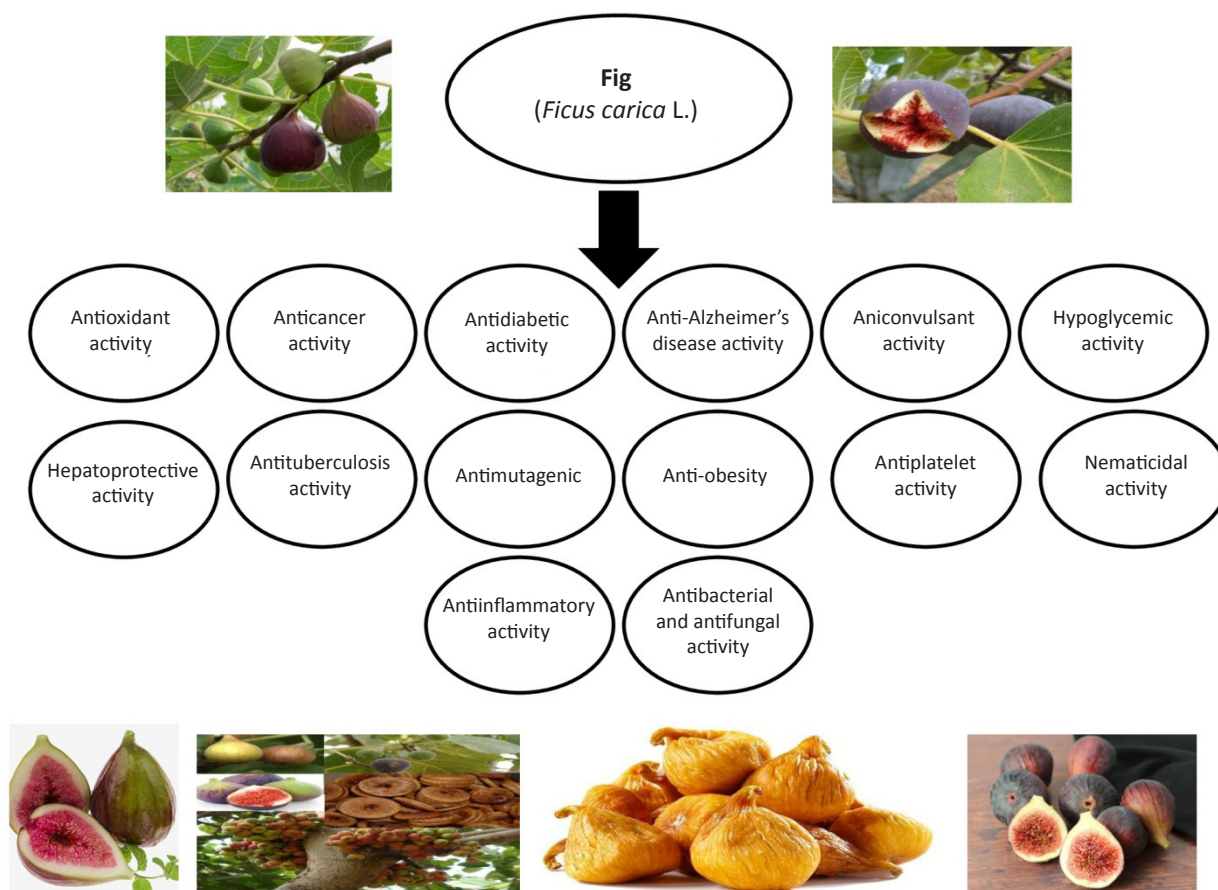 Fig
(Ficus carica L.)
Antioxidant
activity
Anticancer
activity
Antidiabetic
activity
Anti-Alzheimer’s
disease activity
Aniconvulsant
activity
Hypoglycemic
activity
Hepatoprotective
activity
Antituberculosis
activity
Antimutagenic
Anti-obesity
Antiplatelet
activity
Nematicidal
activity
Antiinflammatory
activity
Antibacterial
and antifungal
activity